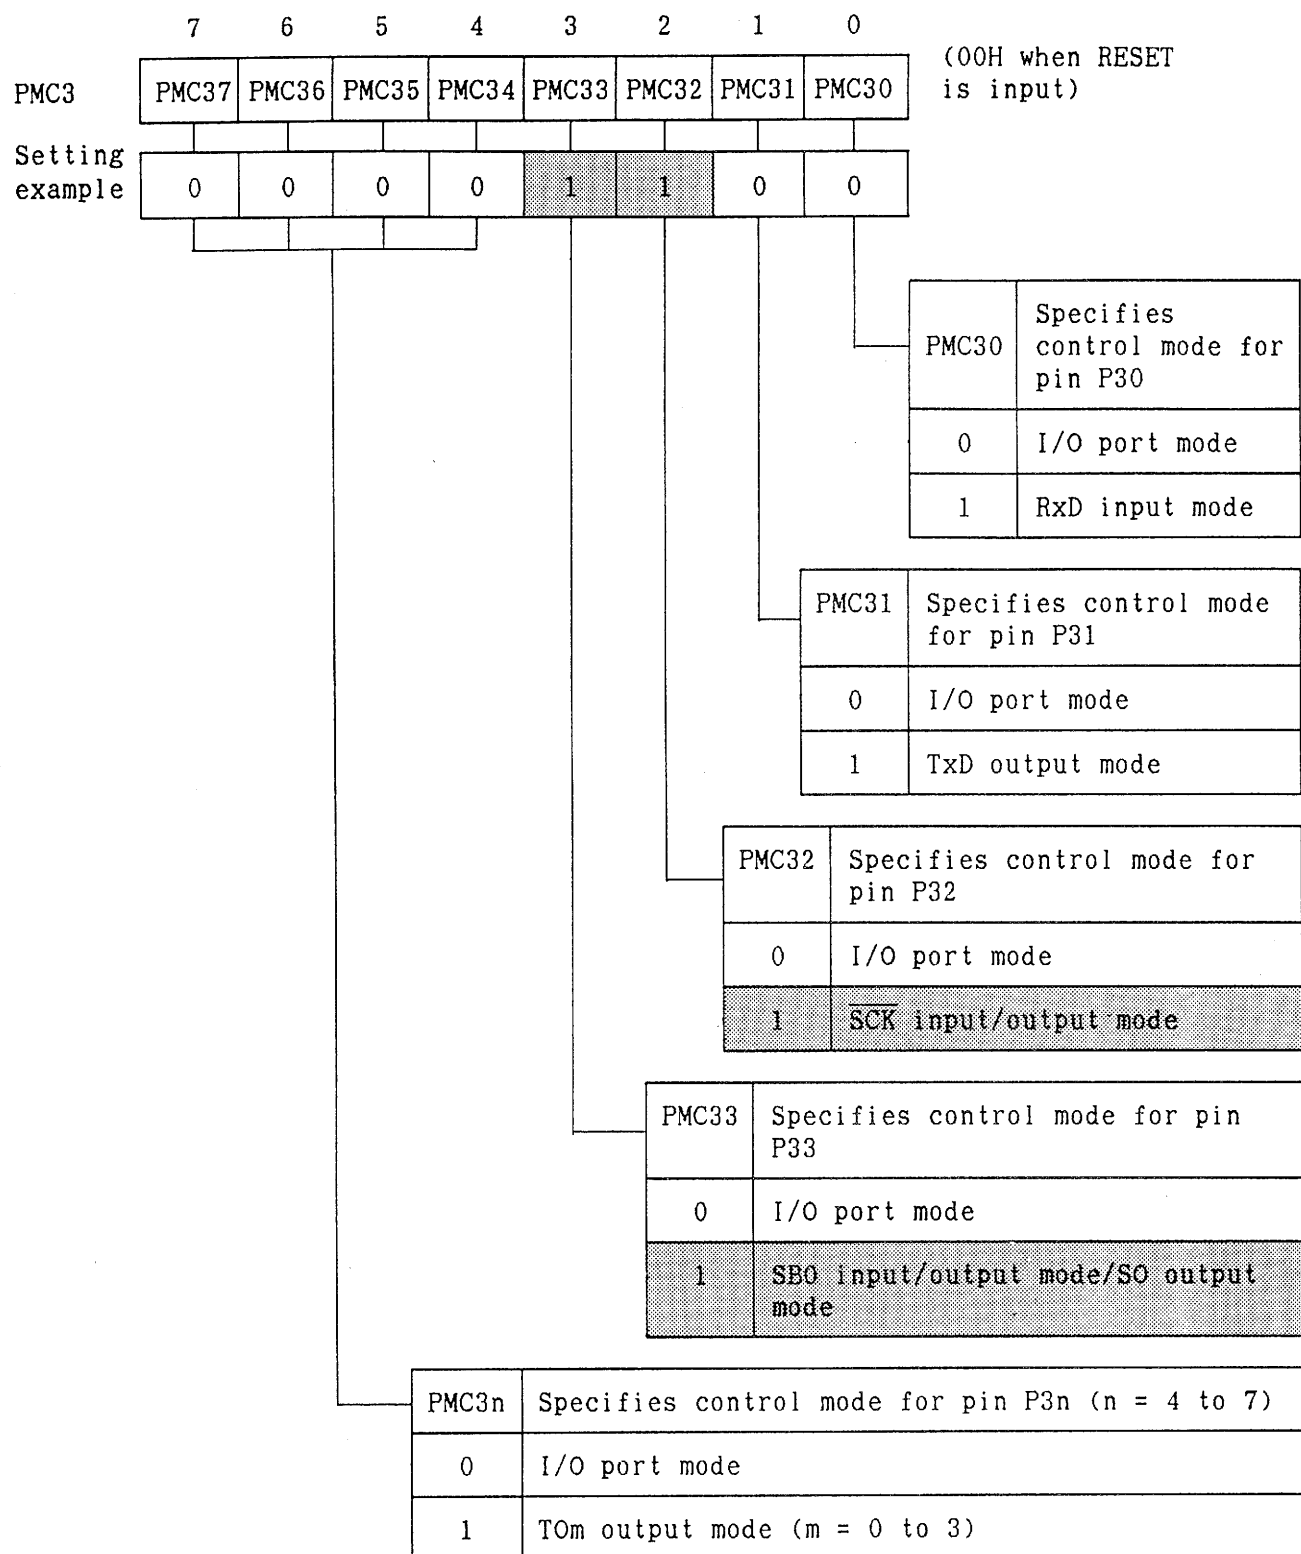 7 6 5 4 3 2 1 0
(00H when RESET
is input)
PMC3 PMC37 PMC36 PMC35 PMC34 PMC33 PMC32 PMC31 PMC30
Setting
example 0 0 0 0 1 1 0 0
PMC30 Specifies
control mode for
pin P30
0 I/O port mode
1 RxD input mode
PMC31 Specifies control mode
for pin P31
0 I/O port mode
1 TxD output mode
PMC32 Specifies control mode for
pin P32
0 I/O port mode
1 S̅C̅K̅ input/output mode
PMC33 Specifies control mode for pin
P33
0 I/O port mode
1 SB0 input/output mode/SO output
mode
PMC3n Specifies control mode for pin P3n (n = 4 to 7)
0 I/O port mode
1 TOm output mode (m = 0 to 3)